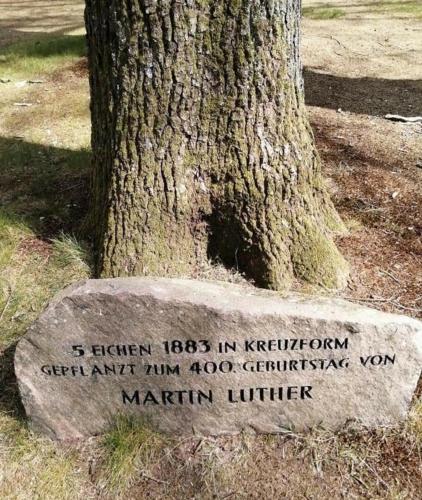 5 EICHEN 1883 IN KREUZFORM
GEPFLANZT ZUM 400. GEBURTSTAG VON
MARTIN LUTHER